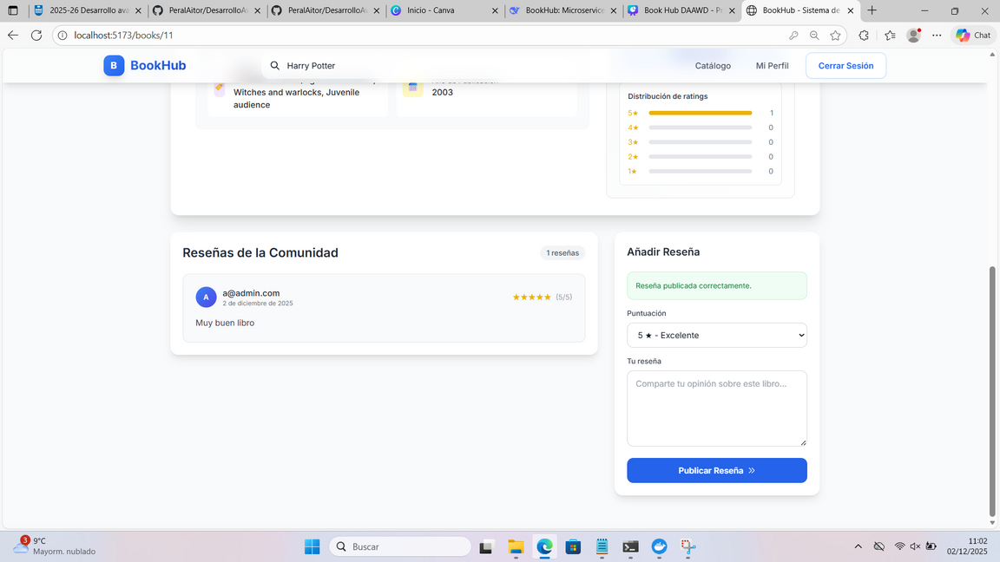 2025-26 Desarrollo ava
PeralAitor/DesarrolloAv
PeralAitor/DesarrolloAv
Inicio - Canva
BookHub: Microservice
Book Hub DAAWD - Pr
BookHub - Sistema de
localhost:5173/books/11
Chat
B BookHub
Harry Potter
Catálogo
Mi Perfil
Cerrar Sesión
Witches and warlocks, Juvenile
audience
2003
Distribución de ratings
5★ 1
4★ 0
3★ 0
2★ 0
1★ 0
Reseñas de la Comunidad
1 reseñas
A
a@admin.com
2 de diciembre de 2025
★★★★★ (5/5)
Muy buen libro
Añadir Reseña
Reseña publicada correctamente.
Puntuación
5 ★ - Excelente
Tu reseña
Comparte tu opinión sobre este libro...
Publicar Reseña »
3
9°C
Mayorm. nublado
Buscar
11:02
02/12/2025